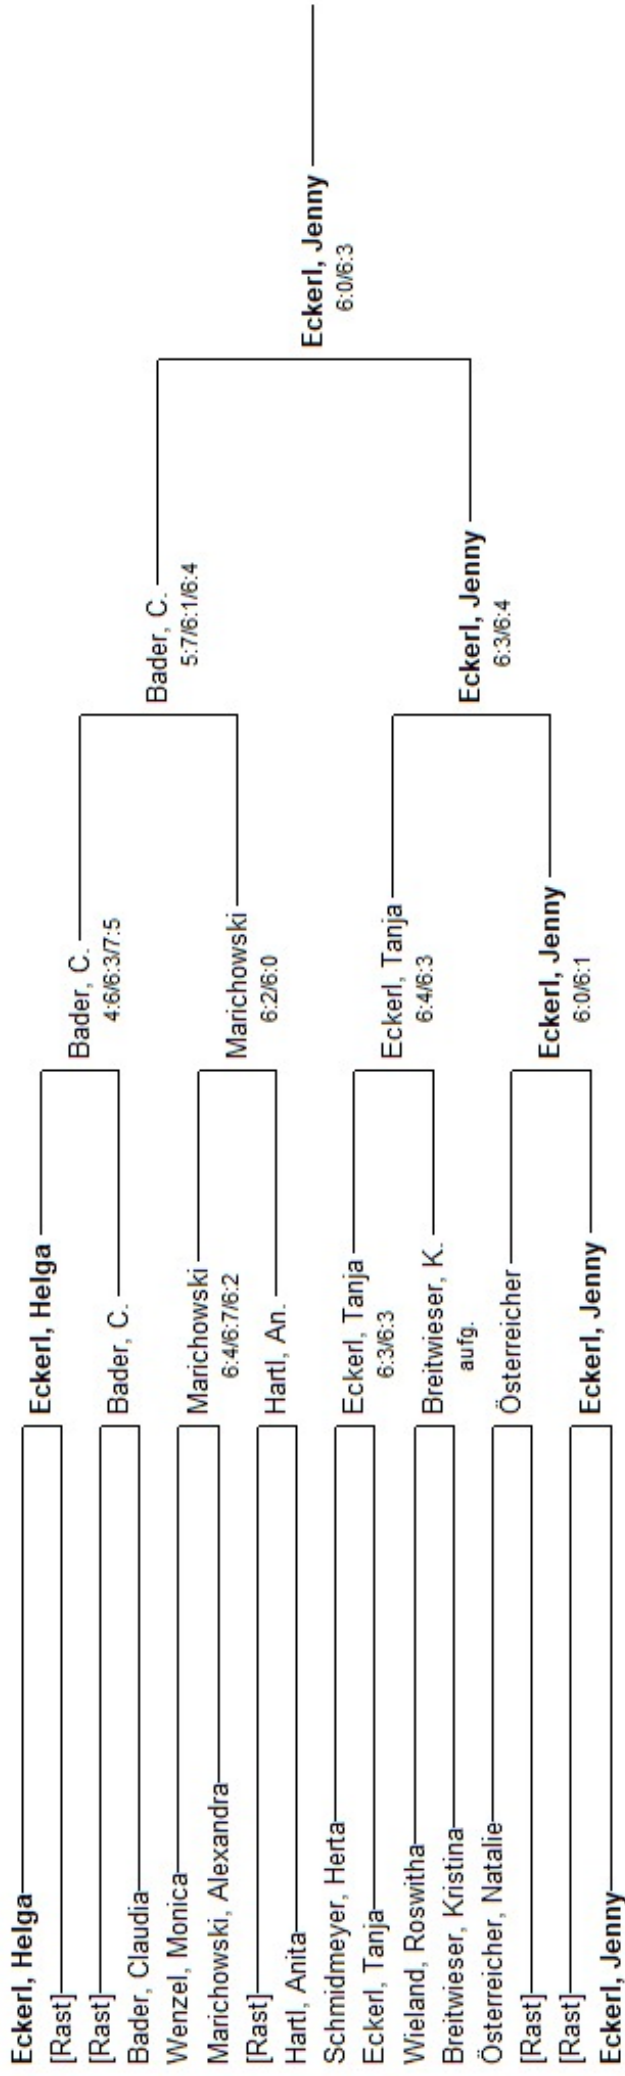 Eckerl, Helga
[Rast]
[Rast]
Bader, Claudia
Wenzel, Monica
Marichowski, Alexandra
[Rast]
Hartl, Anita
Schmidmeyer, Herta
Eckerl, Tanja
Wieland, Roswitha
Breitwieser, Kristina
Österreicher, Natalie
[Rast]
[Rast]
Eckerl, Jenny
Eckerl, Helga
Bader, C.
Marichowski
6:4/6:7/6:2
Hartl, An.
Eckerl, Tanja
6:3/6:3
Breitwieser, K.
aufg.
Österreicher
Eckerl, Jenny
Bader, C.
4:6/6:3/7:5
Marichowski
6:2/6:0
Eckerl, Tanja
6:4/6:3
Eckerl, Jenny
6:0/6:1
Bader, C.
5:7/6:1/6:4
Eckerl, Jenny
6:3/6:4
Eckerl, Jenny
6:0/6:3